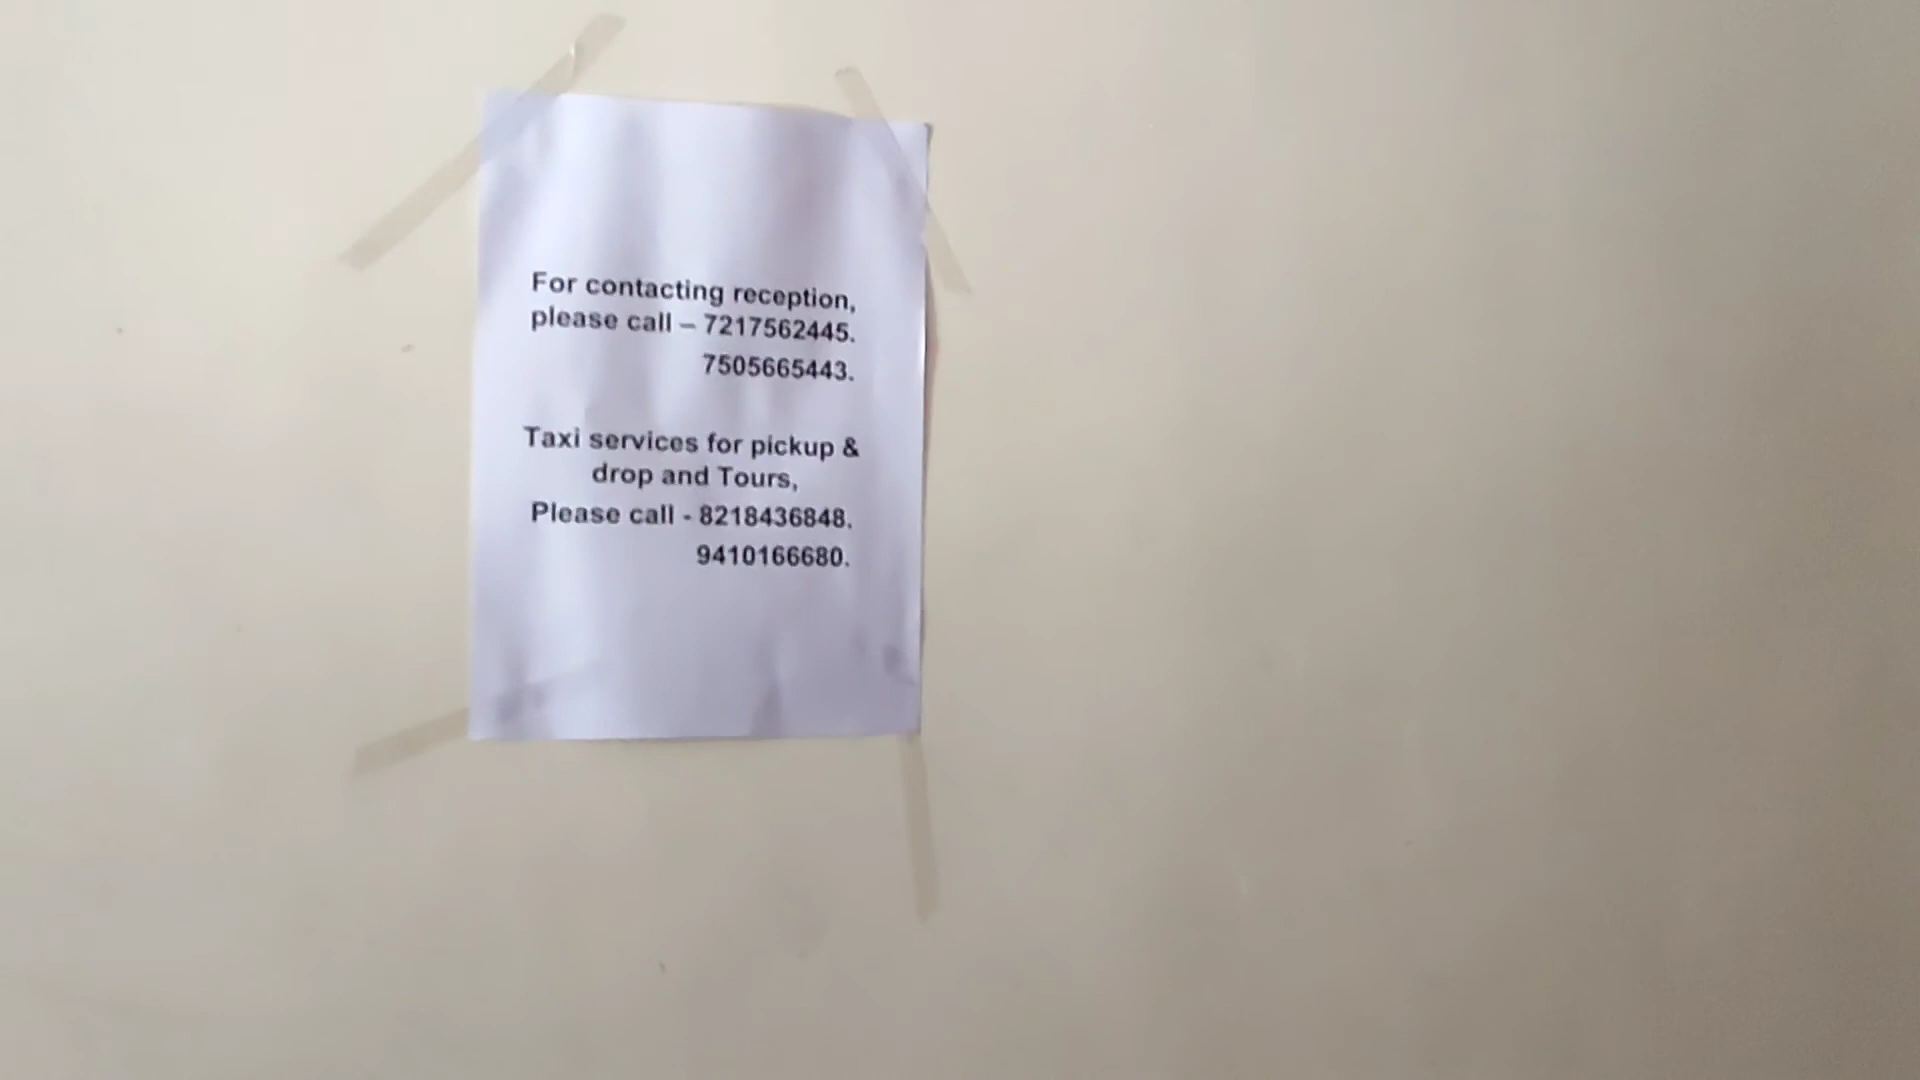 For contacting reception,
please call – 7217562445.
7505665443.
Taxi services for pickup &
drop and Tours,
Please call - 8218436848.
9410166680.